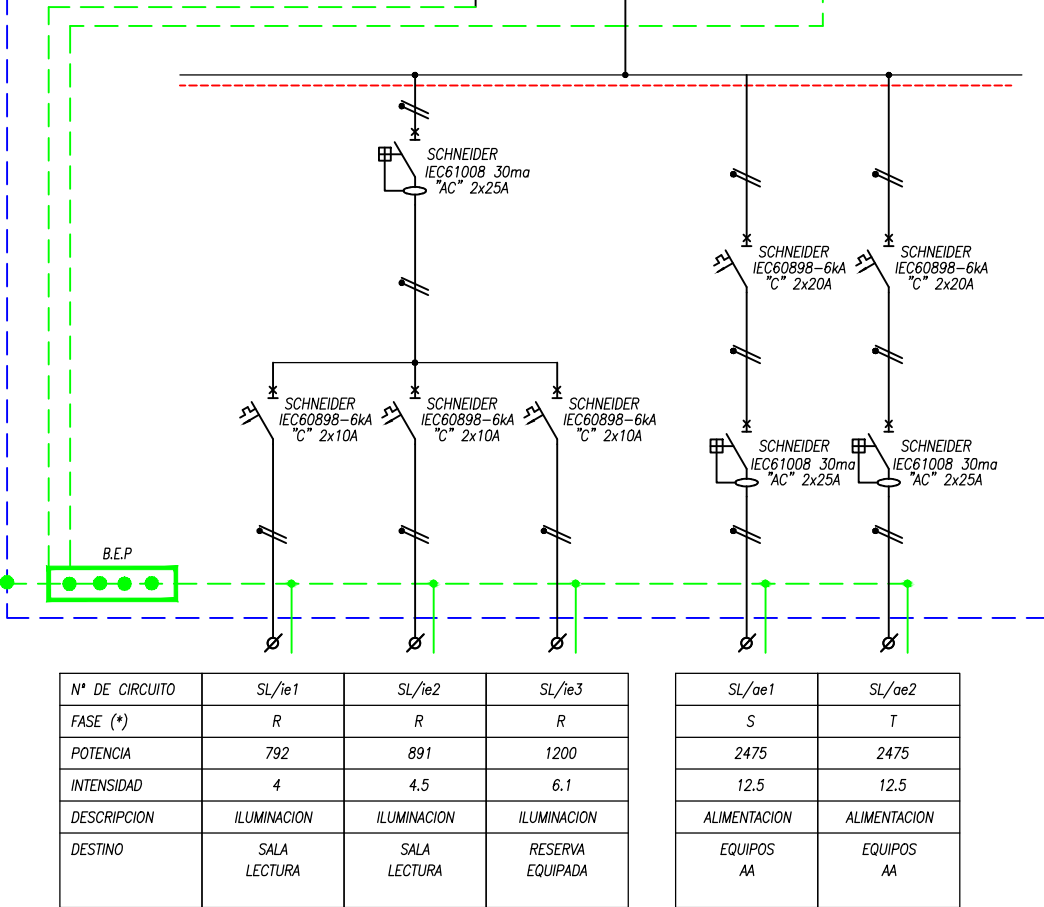 SCHNEIDER
IEC61008 30ma
"AC" 2x25A
SCHNEIDER
IEC60898-6kA
"C" 2x20A
SCHNEIDER
IEC60898-6kA
"C" 2x20A
SCHNEIDER
IEC60898-6kA
"C" 2x10A
SCHNEIDER
IEC60898-6kA
"C" 2x10A
SCHNEIDER
IEC60898-6kA
"C" 2x10A
SCHNEIDER
IEC61008 30ma
"AC" 2x25A
SCHNEIDER
IEC61008 30ma
"AC" 2x25A
B.E.P
Nº DE CIRCUITO SL/ie1 SL/ie2 SL/ie3 SL/ae1 SL/ae2
FASE (*) R R R S T
POTENCIA 792 891 1200 2475 2475
INTENSIDAD 4 4.5 6.1 12.5 12.5
DESCRIPCION ILUMINACION ILUMINACION ILUMINACION ALIMENTACION ALIMENTACION
DESTINO SALA SALA RESERVA EQUIPOS EQUIPOS
LECTURA LECTURA EQUIPADA AA AA